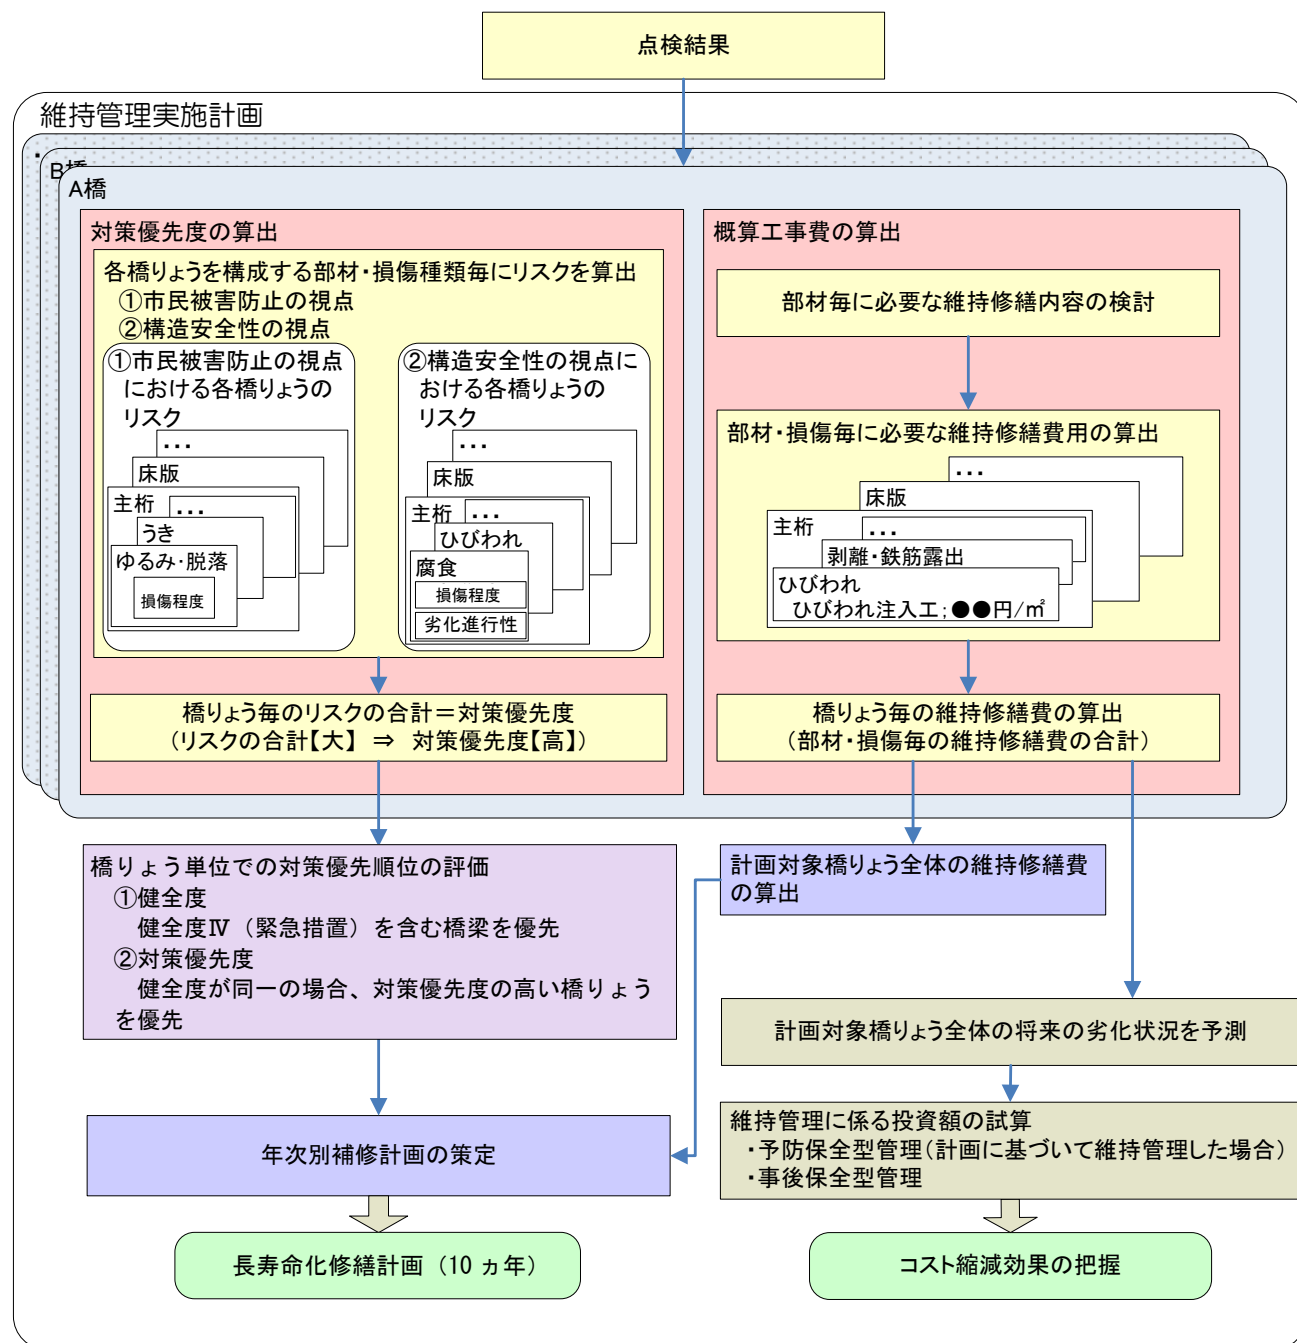 点検結果
維持管理実施計画
B橋
A橋
対策優先度の算出
各橋りょうを構成する部材・損傷種類毎にリスクを算出
①市民被害防止の視点
②構造安全性の視点
①市民被害防止の視点
における各橋りょうの
リスク
・・・
床版
主桁
・・・
うき
ゆるみ・脱落
損傷程度
②構造安全性の視点に
おける各橋りょうの
リスク
・・・
床版
主桁
・・・
ひびわれ
腐食
損傷程度
劣化進行性
橋りょう毎のリスクの合計＝対策優先度
（リスクの合計【大】 ⇒ 対策優先度【高】）
概算工事費の算出
部材毎に必要な維持修繕内容の検討
部材・損傷毎に必要な維持修繕費用の算出
・・・
床版
主桁
・・・
剥離・鉄筋露出
ひびわれ
ひびわれ注入工；●●円/㎡
橋りょう毎の維持修繕費の算出
（部材・損傷毎の維持修繕費の合計）
橋りょう単位での対策優先順位の評価
①健全度
健全度Ⅳ（緊急措置）を含む橋梁を優先
②対策優先度
健全度が同一の場合、対策優先度の高い橋りょう
を優先
計画対象橋りょう全体の維持修繕費
の算出
計画対象橋りょう全体の将来の劣化状況を予測
年次別補修計画の策定
維持管理に係る投資額の試算
・予防保全型管理（計画に基づいて維持管理した場合）
・事後保全型管理
長寿命化修繕計画（10 ヵ年）
コスト縮減効果の把握